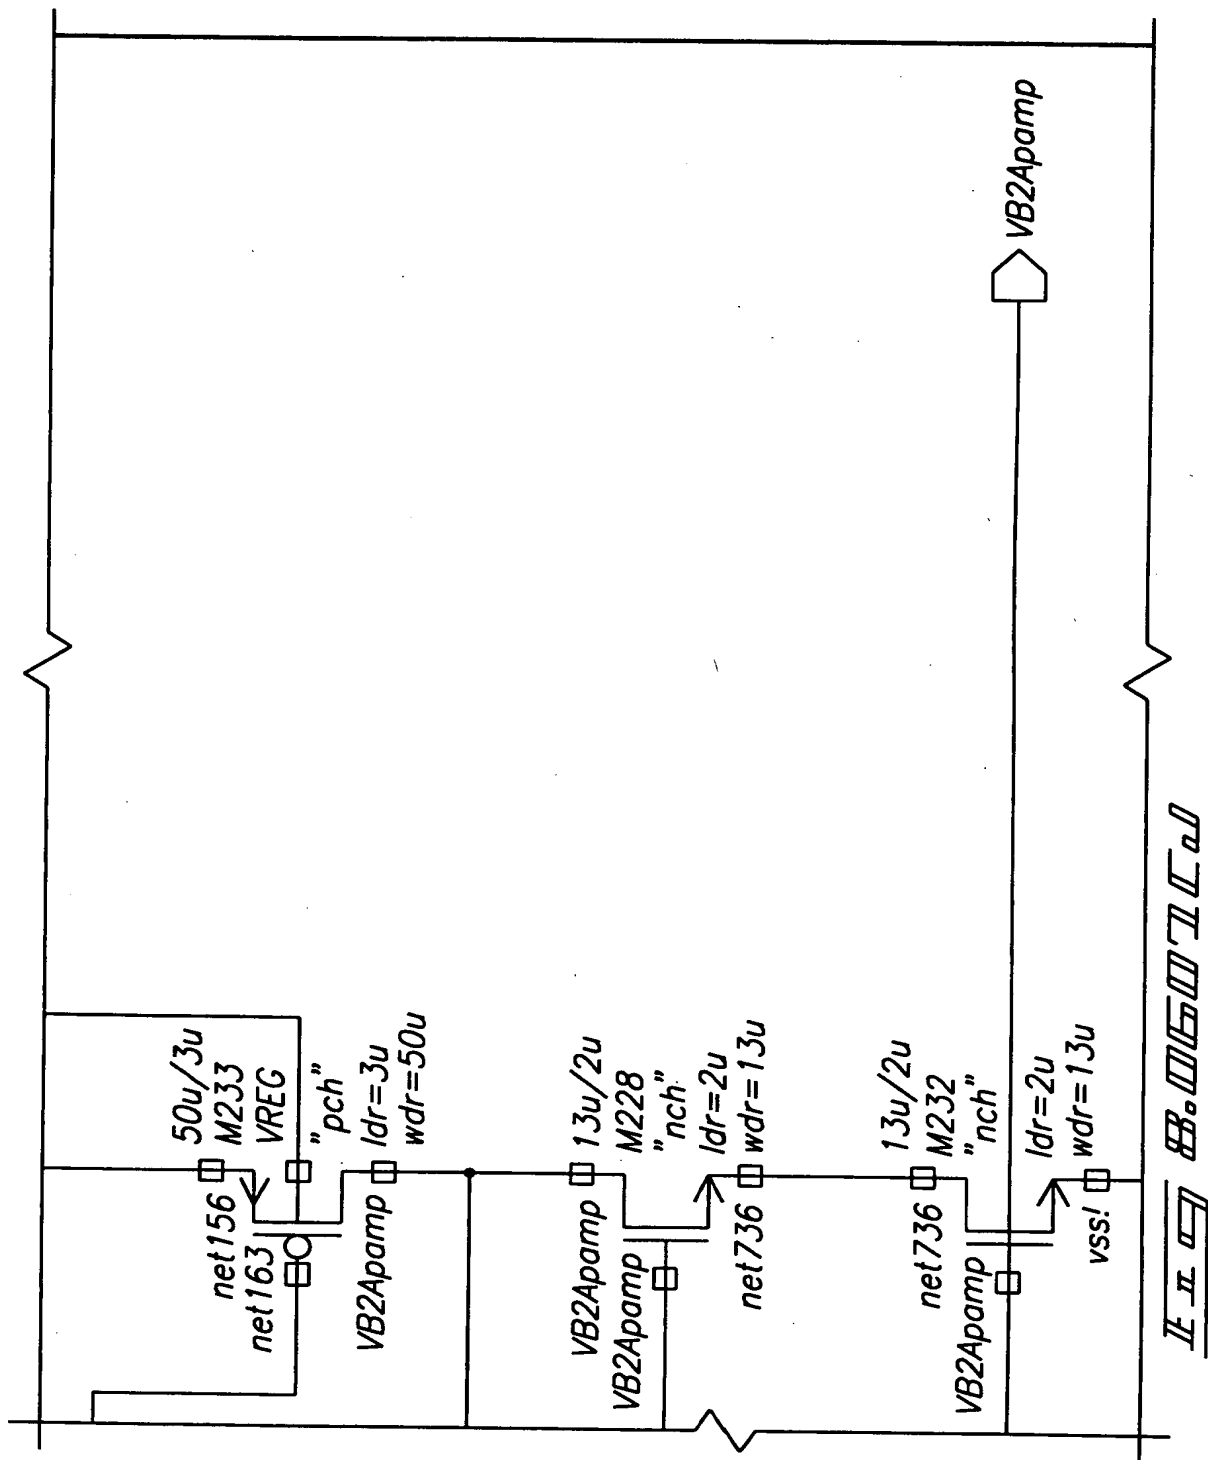 50u/3u
M233
VREG
"pch"
ldr=3u
wdr=50u
net156
net163
VB2Apamp
13u/2u
M228
"nch"
ldr=2u
wdr=13u
VB2Apamp
VB2Apamp
net736
13u/2u
M232
"nch"
ldr=2u
wdr=13u
net736
VB2Apamp
vss!
VB2Apamp